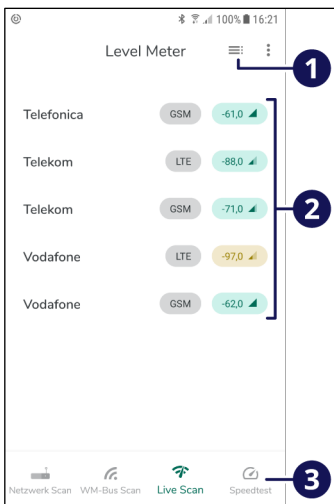 100% 16:21
Level Meter
1
Telefonica GSM -61,0
Telekom LTE -88,0
Telekom GSM -71,0
2
Vodafone LTE -97,0
Vodafone GSM -62,0
3
Netzwerk Scan WM-Bus Scan Live Scan Speedtest